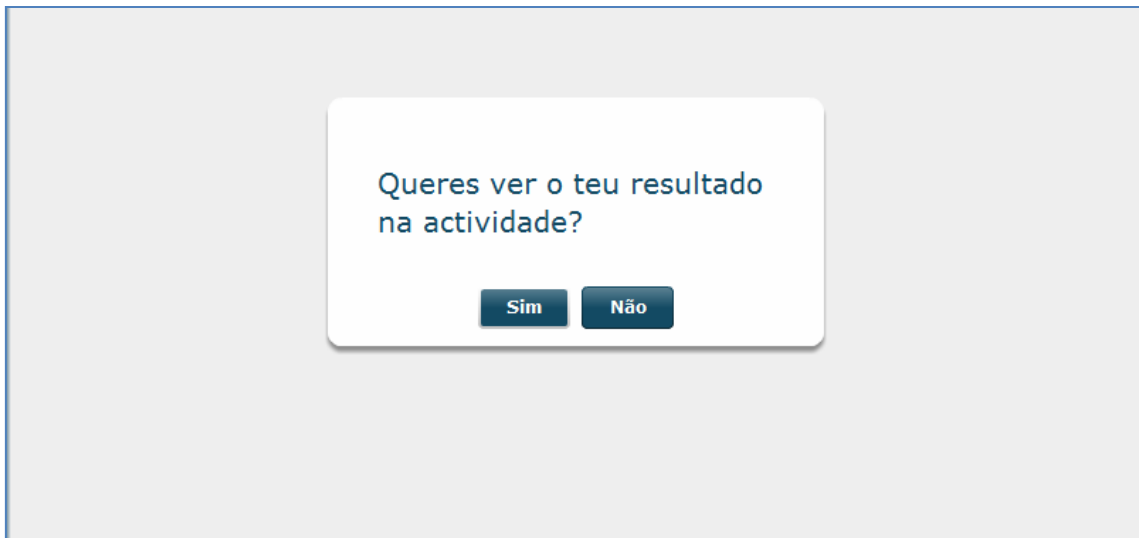 Queres ver o teu resultado
na actividade?
Sim Não